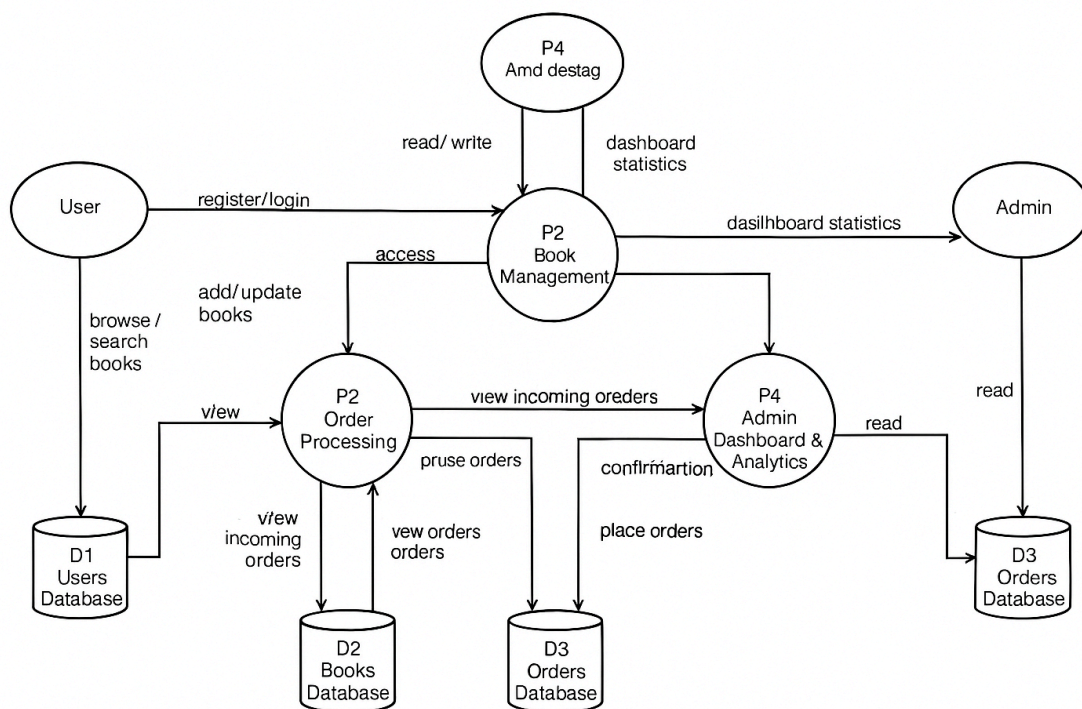 P4
Amd destag
read/ write
dashboard
statistics
User
register/login
P2
Book
Management
dasilhboard statistics
Admin
access
add/update
books
browse /
search
books
view
P2
Order
Processing
view incoming oreders
P4
Admin
Dashboard &
Analytics
read
read
pruse orders
confirmartion
view
incoming
orders
vew orders
orders
place orders
D1
Users
Database
D2
Books
Database
D3
Orders
Database
D3
Orders
Database